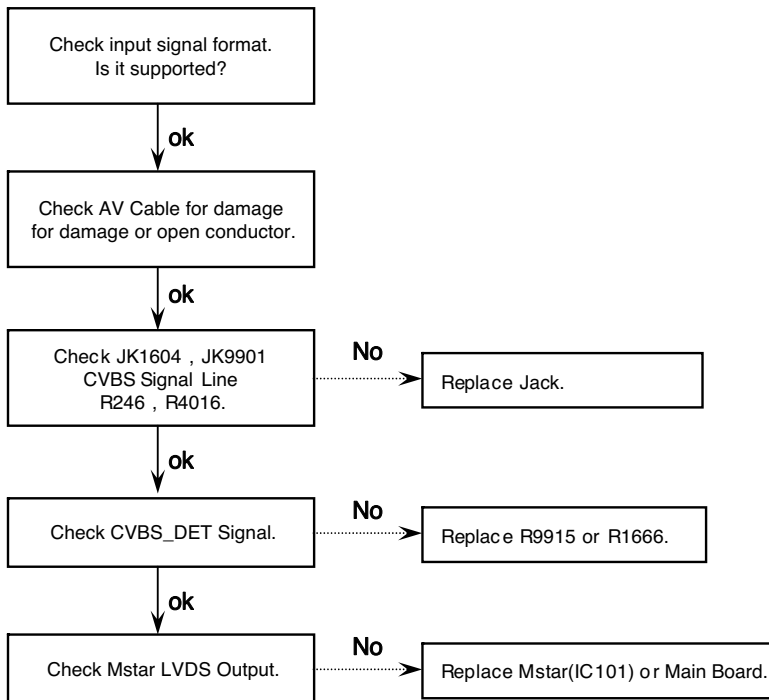 Check input signal format.
Is it supported?
ok
Check AV Cable for damage
for damage or open conductor.
ok
Check JK1604 , JK9901
CVBS Signal Line
R246 , R4016.
No
Replace Jack.
ok
Check CVBS_DET Signal.
No
Replace R9915 or R1666.
ok
Check Mstar LVDS Output.
No
Replace Mstar(IC101) or Main Board.